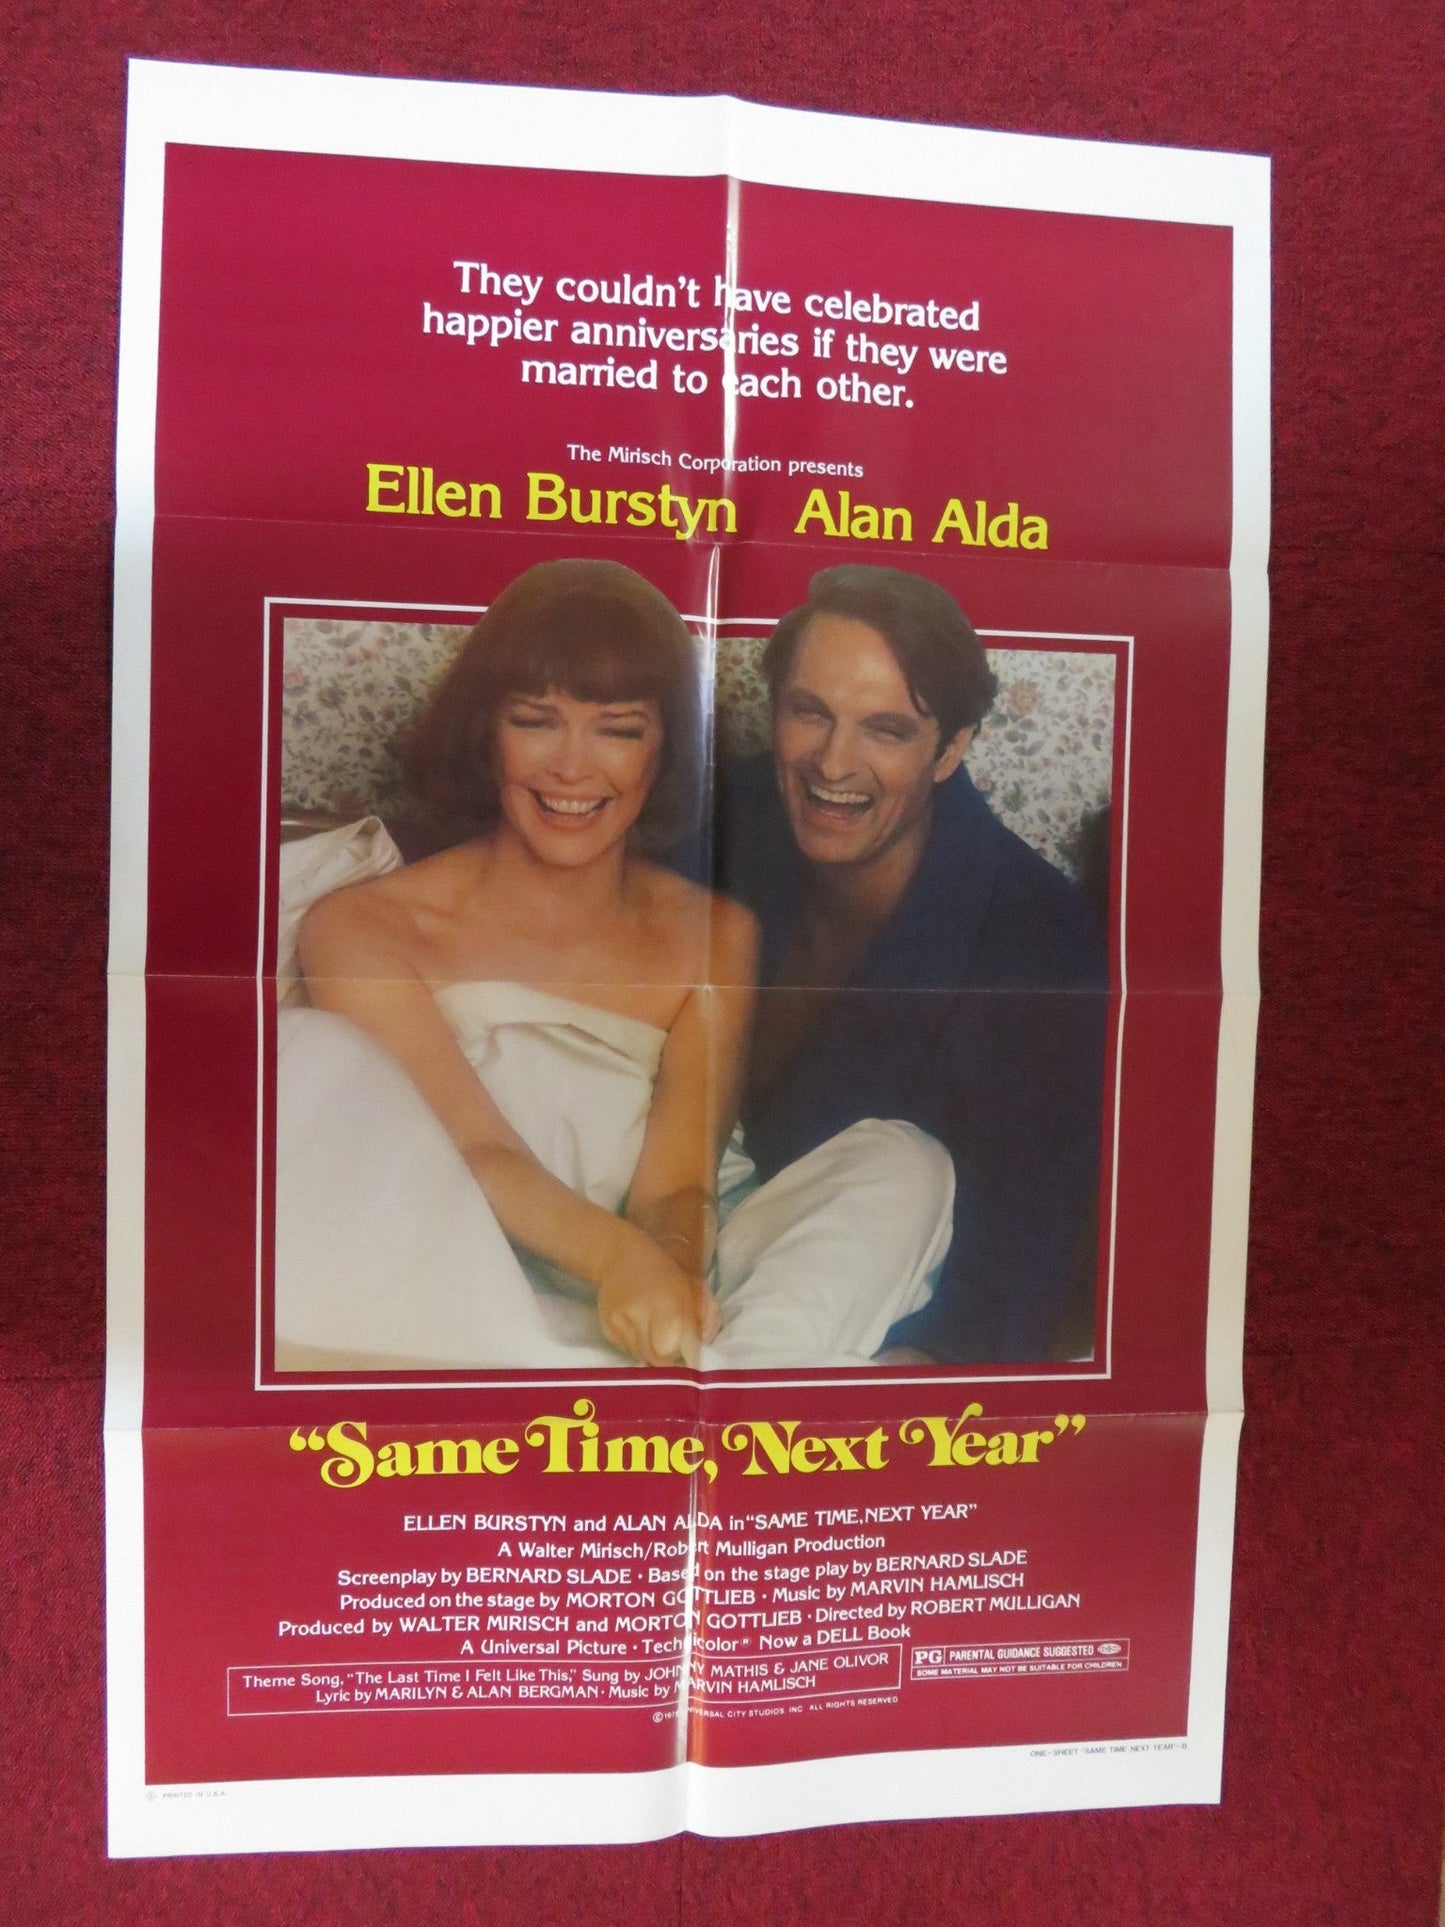 They couldn't have celebrated
happier anniversaries if they were
married to each other.
The Mirisch Corporation presents
Ellen Burstyn Alan Alda
“Same Time, Next Year”
ELLEN BURSTYN and ALAN ALDA in “SAME TIME, NEXT YEAR”
A Walter Mirisch/Robert Mulligan Production
Screenplay by BERNARD SLADE · Based on the stage play by BERNARD SLADE
Produced on the stage by MORTON GOTTLIEB · Music by MARVIN HAMLISCH
Produced by WALTER MIRISCH and MORTON GOTTLIEB · Directed by ROBERT MULLIGAN
A Universal Picture · Technicolor® Now a DELL Book
Theme Song, “The Last Time I Felt Like This,” Sung by JOHNNY MATHIS & JANE OLIVOR
Lyric by MARILYN & ALAN BERGMAN · Music by MARVIN HAMLISCH
PG PARENTAL GUIDANCE SUGGESTED
SOME MATERIAL MAY NOT BE SUITABLE FOR CHILDREN
UNIVERSAL CITY STUDIOS, INC. ALL RIGHTS RESERVED
ONE-SHEET "SAME TIME, NEXT YEAR"-B
PRINTED IN U.S.A.